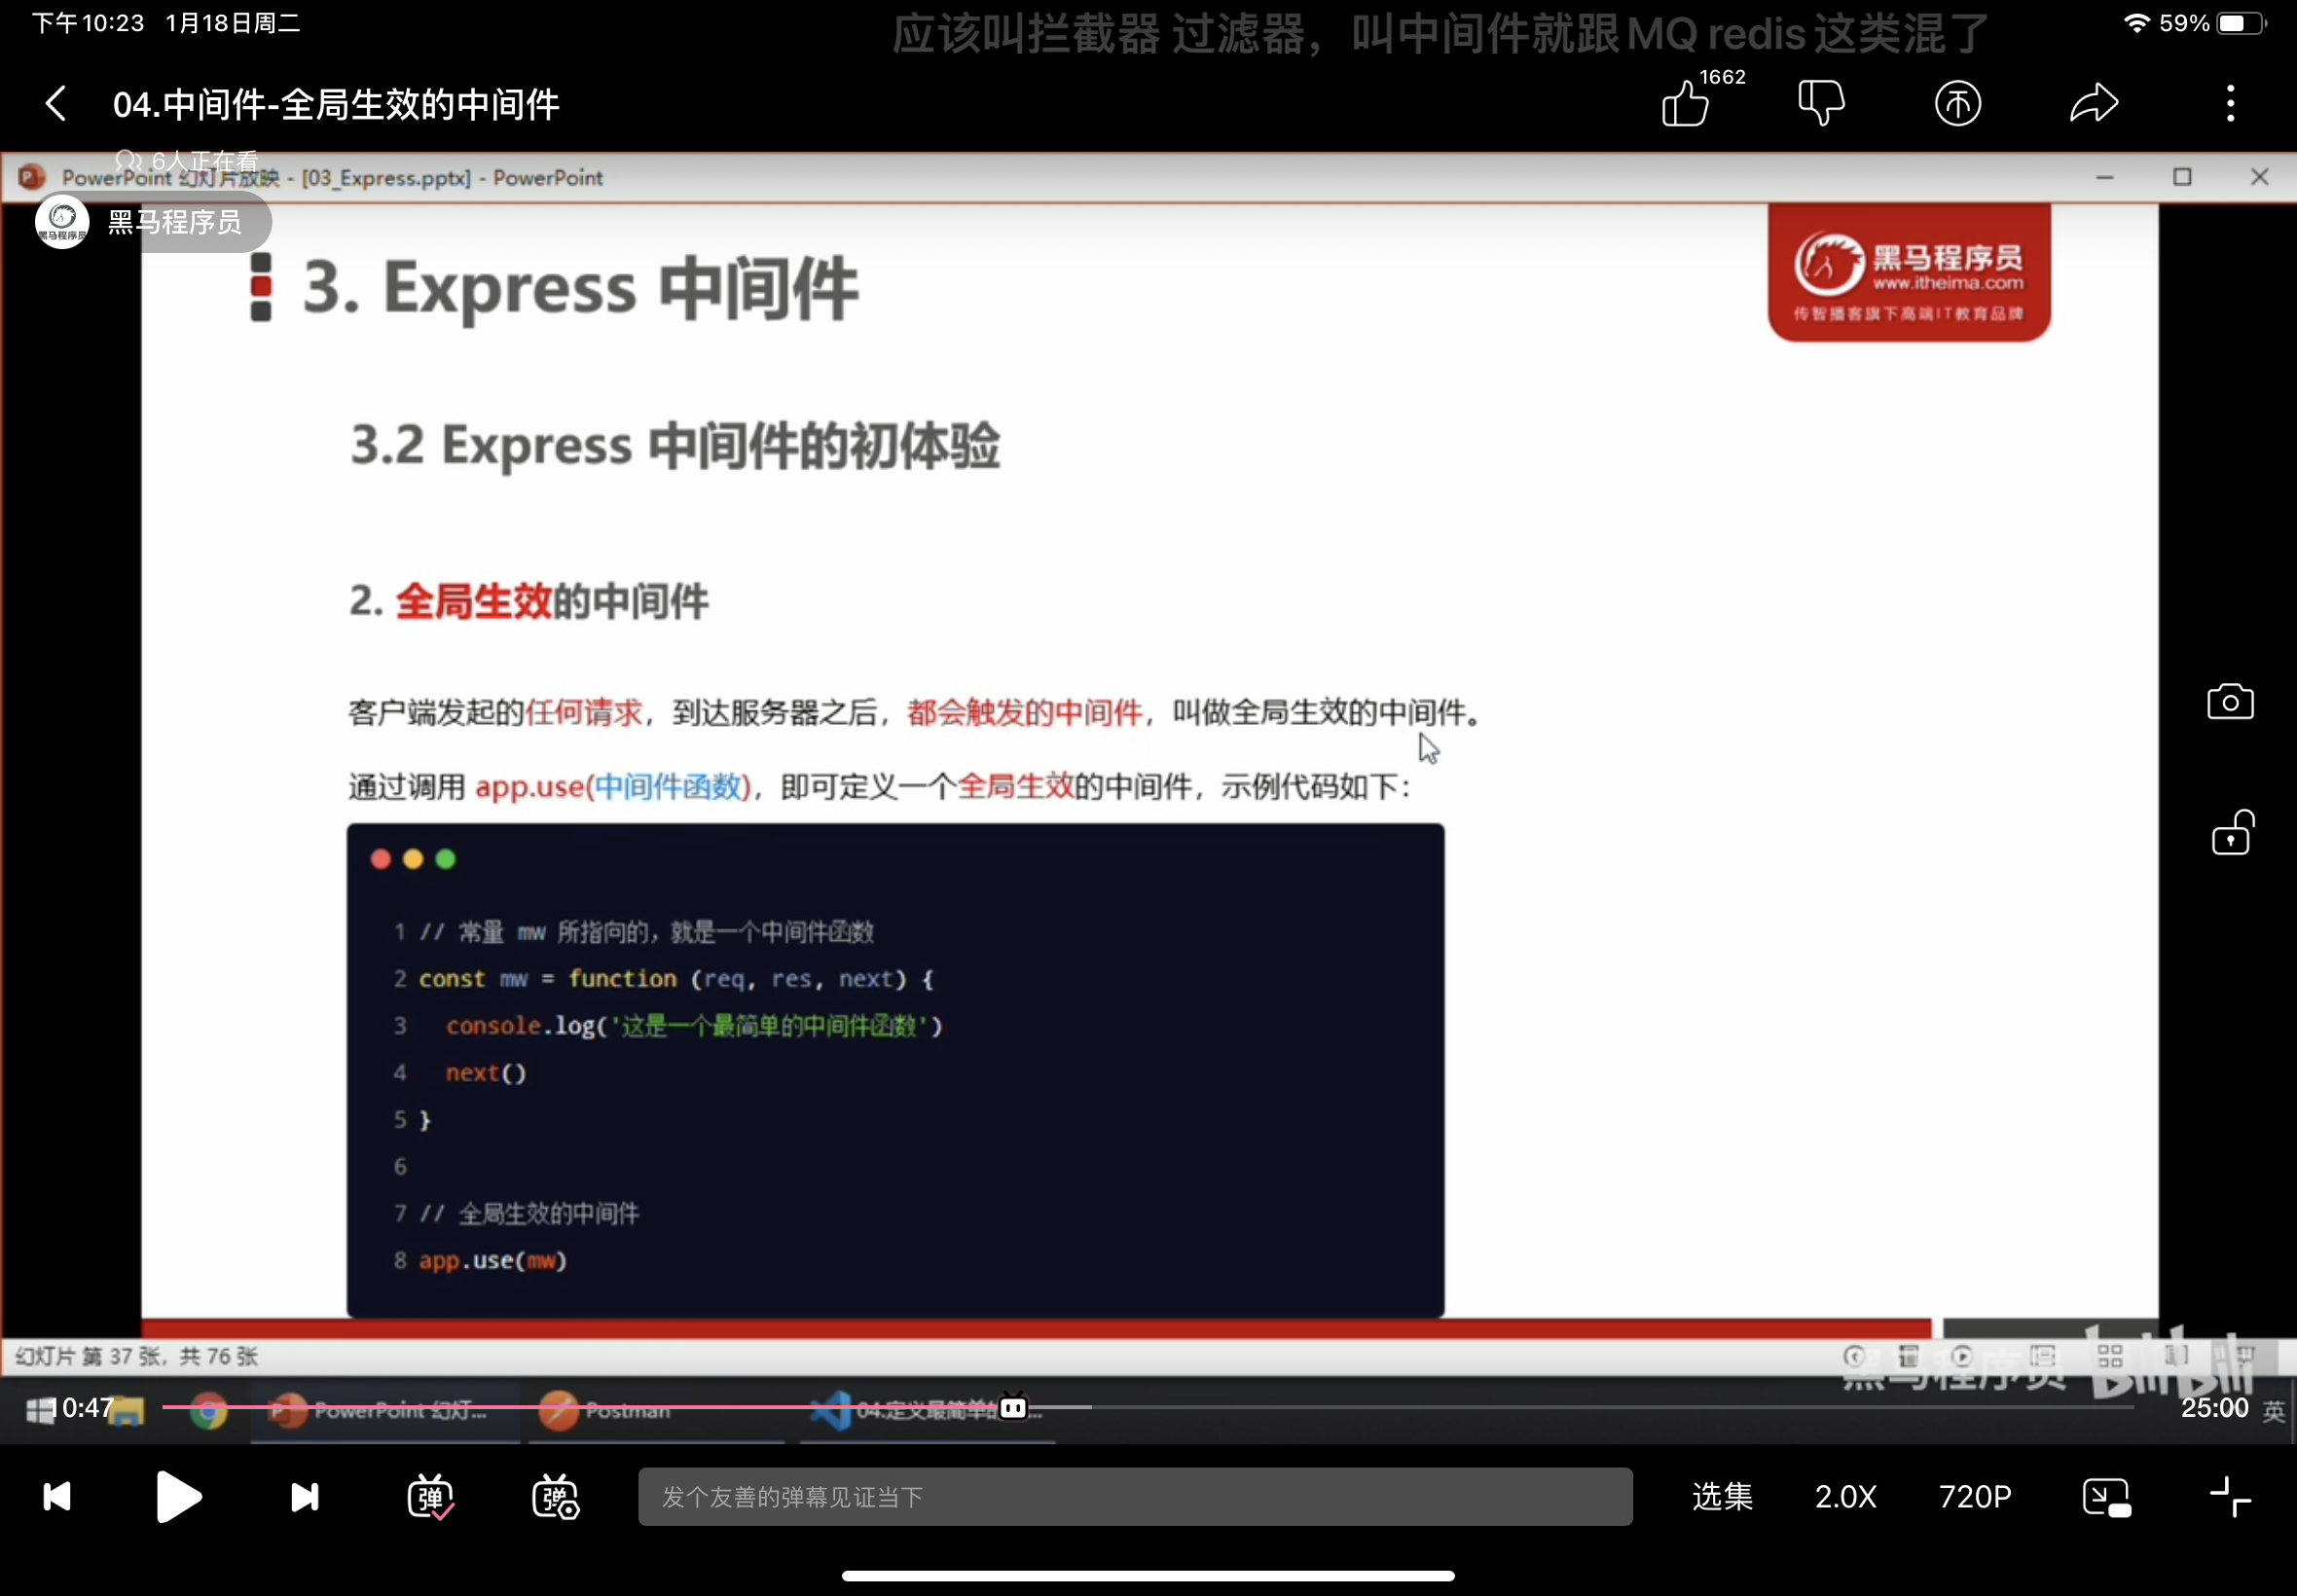 下午10:23 1月18日周二
应该叫拦截器 过滤器，叫中间件就跟MQ redis这类混了
59%
04.中间件-全局生效的中间件
1662
6人正在看
PowerPoint 幻灯片放映 - [03_Express.pptx] - PowerPoint
黑马程序员
黑马程序员
3. Express 中间件
黑马程序员
www.itheima.com
传智播客旗下高端IT教育品牌
3.2 Express 中间件的初体验
2. 全局生效的中间件
客户端发起的任何请求，到达服务器之后，都会触发的中间件，叫做全局生效的中间件。
通过调用 app.use(中间件函数)，即可定义一个全局生效的中间件，示例代码如下：
1 // 常量 mw 所指向的，就是一个中间件函数
2 const mw = function (req, res, next) {
3 console.log('这是一个最简单的中间件函数')
4 next()
5 }
6
7 // 全局生效的中间件
8 app.use(mw)
幻灯片 第 37 张，共 76 张
黑马程序员 bilibili
10:47
PowerPoint 幻灯...
Postman
04.定义最简单的...
25:00
英
弹
弹
发个友善的弹幕见证当下
选集
2.0X
720P